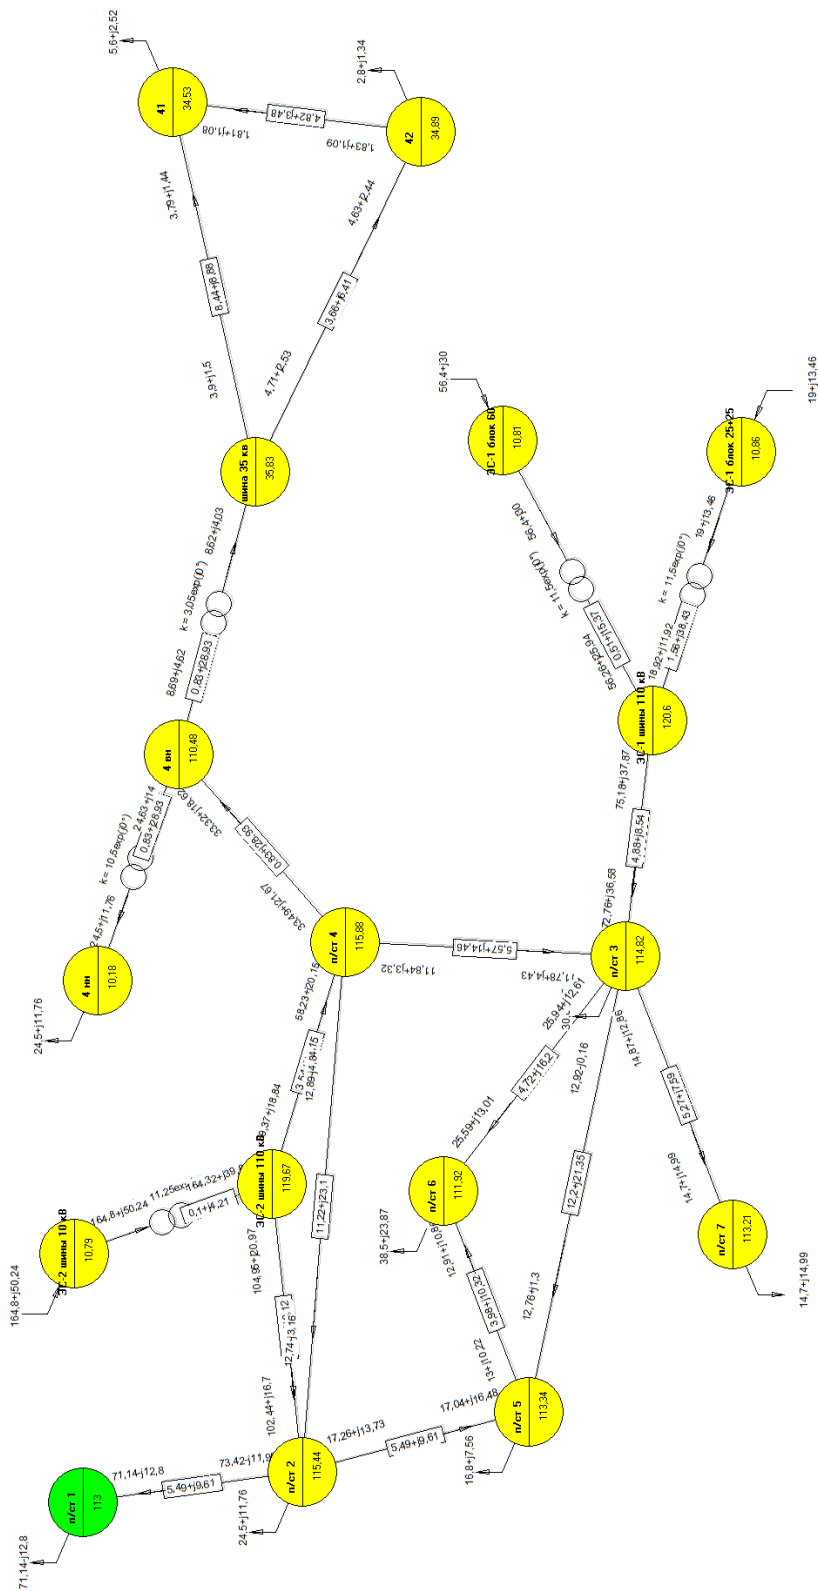 5,6+j2,52
41
34,53
2,8+j1,34
42
34,89
4,82+j3,48
1,81+j1,08
1,83+j1,09
3,79+j1,44
8,44+j8,88
3,9+j1,5
4,63+j2,44
3,66+j6,41
4,71+j2,53
шина 35 кв
35,83
8,62+j4,03
k = 3,05exp(j0°)
0,83+j28,93
8,69+j4,62
4 вн
110,48
24,63+j14
0,83+j28,93
k = 10,5exp(j0°)
24,5+j11,76
4 нн
10,18
24,5+j11,76
33,32+j18,62
0,83+j28,93
33,49+j21,67
п/ст 4
115,88
56,4+j30
ЭС-1 блок 60
10,81
56,4+j30
k = 11,5exp(j0°)
0,51+j15,37
56,26+j25,94
19+j13,46
ЭС-1 блок 25+25
10,86
19+j13,46
k = 11,5exp(j0°)
1,56+j38,43
18,92+j11,92
ЭС-1 шины 110 кВ
120,6
75,18+j37,87
4,88+j8,54
72,76+j36,58
п/ст 3
114,82
11,84+j3,32
5,57+j14,46
11,78+j4,43
25,94+j12,61
4,72+j16,2
25,59+j13,01
п/ст 6
111,92
38,5+j23,87
12,92-j0,16
12,2+j21,35
12,76+j1,3
14,87+j12,86
5,27+j7,59
14,7+j14,99
п/ст 7
113,21
14,7+j14,99
58,23+j20,15
ЭС-2 шины 110 кВ
119,67
164,8+j50,24
ЭС-2 шины 10 кВ
10,79
164,8+j50,24
0,1+j4,21
104,95+j20,97
12,74-j3,16
102,44+j16,7
11,22+j23,1
3,98+j10,32
13+j10,22
п/ст 5
113,34
16,8+j7,56
17,04+j16,48
5,49+j9,61
17,26+j13,73
п/ст 2
115,44
24,5+j11,76
5,49+j9,61
71,14-j12,8
п/ст 1
113
71,14-j12,8